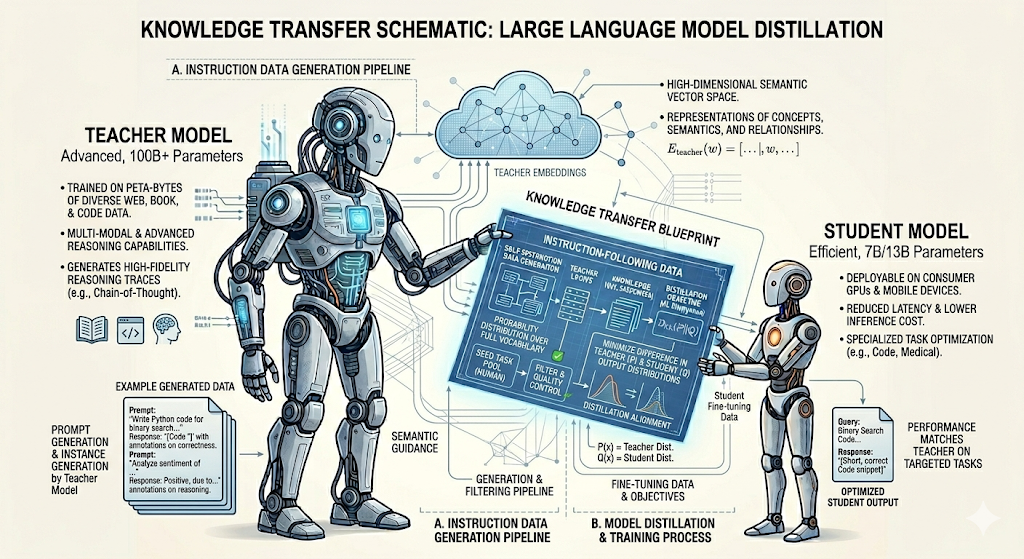 KNOWLEDGE TRANSFER SCHEMATIC: LARGE LANGUAGE MODEL DISTILLATION
A. INSTRUCTION DATA GENERATION PIPELINE
TEACHER MODEL
Advanced, 100B+ Parameters
• TRAINED ON PETA-BYTES
OF DIVERSE WEB, BOOK,
& CODE DATA.
• MULTI-MODAL & ADVANCED
REASONING CAPABILITIES.
• GENERATES HIGH-FIDELITY
REASONING TRACES
(e.g., Chain-of-Thought).
TEACHER EMBEDDINGS
• HIGH-DIMENSIONAL SEMANTIC
VECTOR SPACE.
• REPRESENTATIONS OF CONCEPTS,
SEMANTICS, AND RELATIONSHIPS.
E_teacher(w) = [...|, w, ...]
KNOWLEDGE TRANSFER BLUEPRINT
INSTRUCTION-FOLLOWING DATA
TEACHER
PROBABILITY
DISTRIBUTION OVER
FULL
SEED TASK
POOL
(HUMAN)
FILTER &
QUALITY
CONTROL
MINIMIZE DIFFERENCE IN
TEACHER (P) & STUDENT (Q)
OUTPUT DISTRIBUTIONS
DISTILLATION ALIGNMENT
STUDENT MODEL
Efficient, 7B/13B Parameters
• DEPLOYABLE ON CONSUMER
GPUs & MOBILE DEVICES.
• REDUCED LATENCY & LOWER
INFERENCE COST.
• SPECIALIZED TASK OPTIMIZATION
(e.g., Code, Medical).
EXAMPLE GENERATED DATA
PROMPT
GENERATION
& INSTANCE
GENERATION
by Teacher
Model
Prompt:
"Write Python code for
binary search..."
Response: "[Code "]' with
annotations on correctness.
Prompt:
"Analyze sentiment of
..."
Response: Positive, due to..."
annotations on reasoning.
SEMANTIC
GUIDANCE
GENERATION &
FILTERING PIPELINE
P(x) = Teacher Dist.
Q(x) = Student Dist.
FINE-TUNING DATA
& OBJECTIVES
Student
Fine-tuning
Data
Query:
Binary Search
Code...
Response:
"[Short, correct
Code snippet]"
OPTIMIZED
STUDENT OUTPUT
PERFORMANCE
MATCHES
TEACHER ON
TARGETED TASKS
A. INSTRUCTION DATA
GENERATION PIPELINE
B. MODEL DISTILLATION
& TRAINING PROCESS